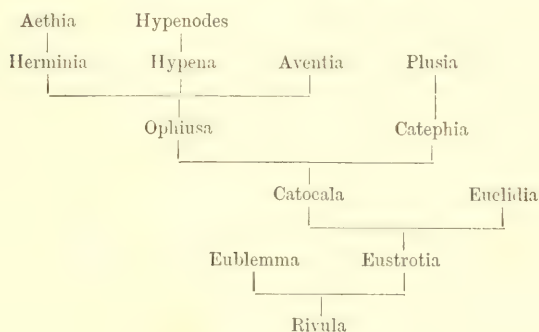 Aethia Hypenodes
Herminia Hypena Aventia Plusia
Ophiusa Catephia
Catocala Euclidia
Eublemma Eustrotia
Rivula